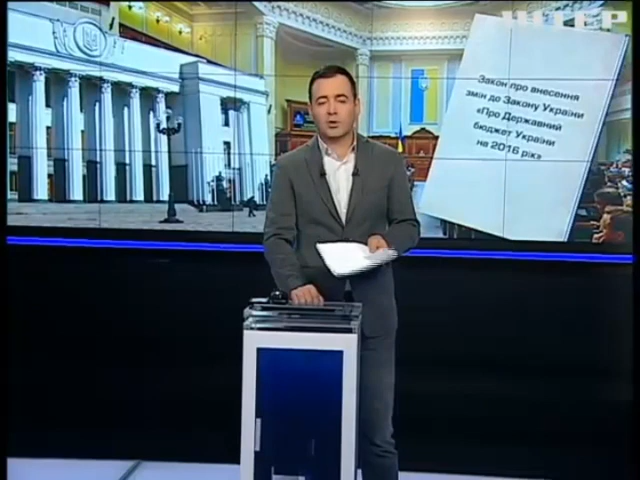 ІНТЕР
Закон про внесення
змін до Закону України
«Про Державний
бюджет України
на 2016 рік»